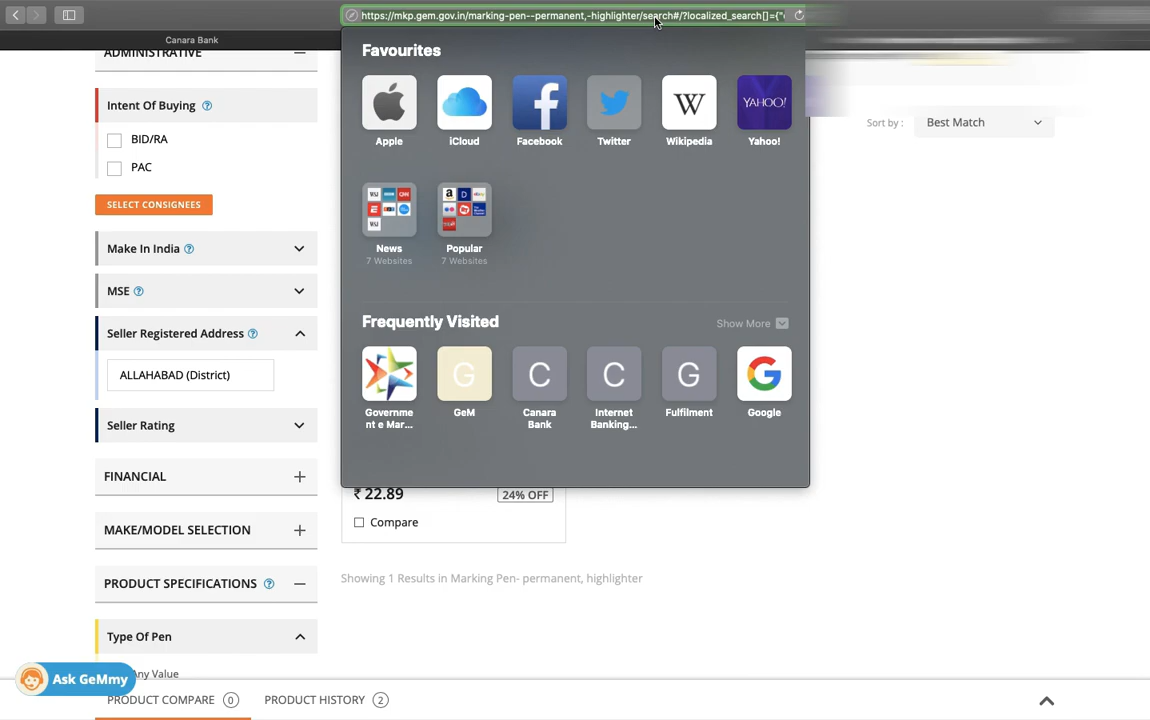 https://mkp.gem.gov.in/marking-pen--permanent,-highlighter/search#/?localized_search[]={"
Canara Bank
ADMINISTRATIVE
Intent Of Buying
BID/RA
PAC
SELECT CONSIGNEES
Make In India
MSE
Seller Registered Address
ALLAHABAD (District)
Seller Rating
FINANCIAL
MAKE/MODEL SELECTION
PRODUCT SPECIFICATIONS
Type Of Pen
Any Value
Ask GeMmy
Favourites
Apple
iCloud
Facebook
Twitter
W
Wikipedia
YAHOO!
Yahoo!
News
7 Websites
Popular
7 Websites
Frequently Visited
Show More
Governme
nt e Mar...
G
GeM
C
Canara
Bank
C
Internet
Banking...
G
Fulfilment
Google
Sort by :
Best Match
₹ 22.89
24% OFF
Compare
Showing 1 Results in Marking Pen- permanent, highlighter
PRODUCT COMPARE 0
PRODUCT HISTORY 2